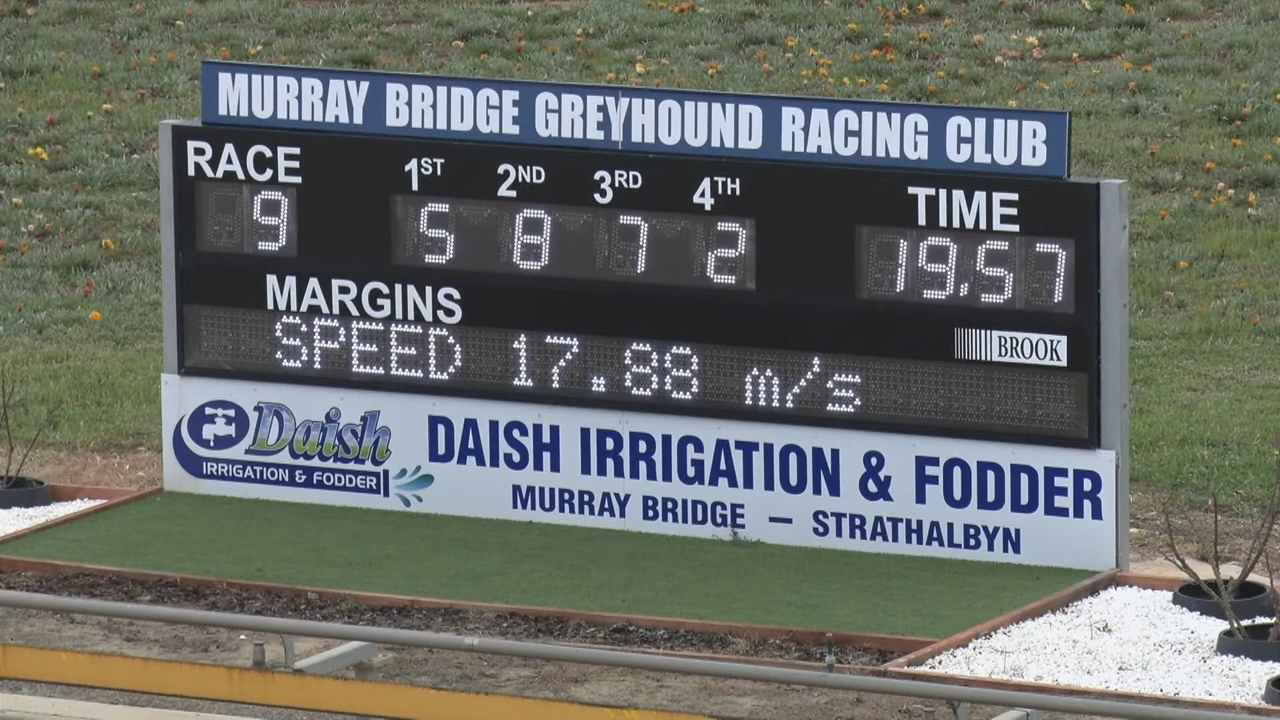 MURRAY BRIDGE GREYHOUND RACING CLUB
RACE 1ST 2ND 3RD 4TH TIME
9 5 8 7 2 19.57
MARGINS
SPEED 17.88 m/s
BROOK
Daish
IRRIGATION & FODDER
DAISH IRRIGATION & FODDER
MURRAY BRIDGE – STRATHALBYN